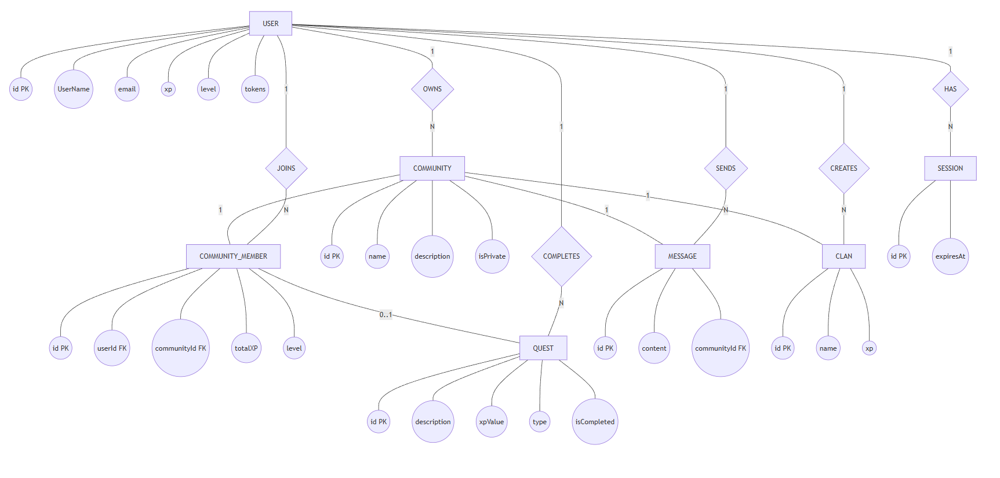 USER
1
1
id PK
UserName
email
xp
level
tokens
1
OWNS
1
1
HAS
N
1
N
JOINS
COMMUNITY
SENDS
CREATES
SESSION
1
1
N
1
N
N
COMMUNITY_MEMBER
id PK
name
description
isPrivate
COMPLETES
MESSAGE
CLAN
id PK
expiresAt
N
0..1
id PK
userId FK
communityId FK
totalXP
level
QUEST
id PK
content
communityId FK
id PK
name
xp
id PK
description
xpValue
type
isCompleted